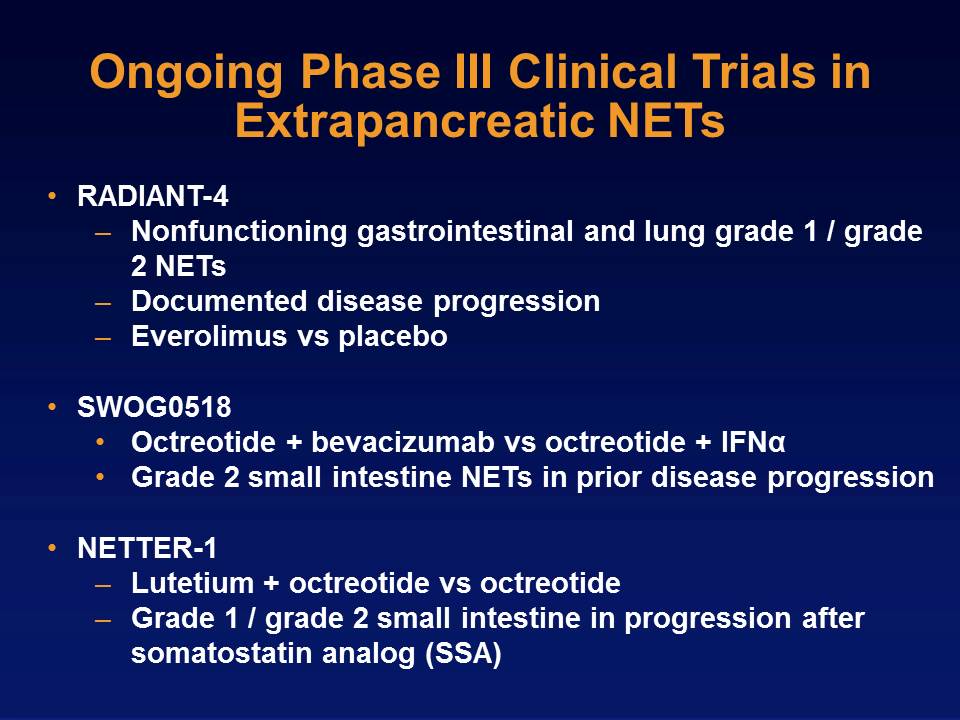 Ongoing Phase III Clinical Trials in
Extrapancreatic NETs
• RADIANT-4
– Nonfunctioning gastrointestinal and lung grade 1 / grade
2 NETs
– Documented disease progression
– Everolimus vs placebo
• SWOG0518
• Octreotide + bevacizumab vs octreotide + IFNα
• Grade 2 small intestine NETs in prior disease progression
• NETTER-1
– Lutetium + octreotide vs octreotide
– Grade 1 / grade 2 small intestine in progression after
somatostatin analog (SSA)